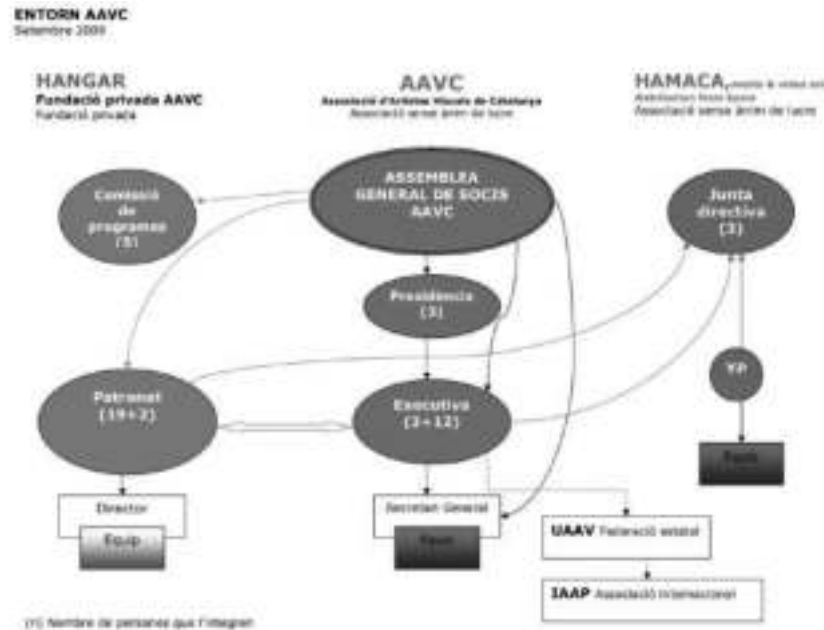 ENTORN AAVC
Setembre 2009
HANGAR
Fundació privada AAVC
Fundació privada
AAVC
Associació d'Artistes Visuals de Catalunya
Associació sense ànim de lucre
HAMACA
Associació sense ànim de lucre
Comissió
de
programes
(5)
ASSEMBLEA
GENERAL DE SOCIS
AAVC
Junta
directiva
(3)
Presidència
(3)
YP
Patronat
(19+2)
Executiva
(3+12)
Director
Equip
Secretari General
UAAV Federació estatal
IAAP Associació Internacional
Nombre de persones que l'integren